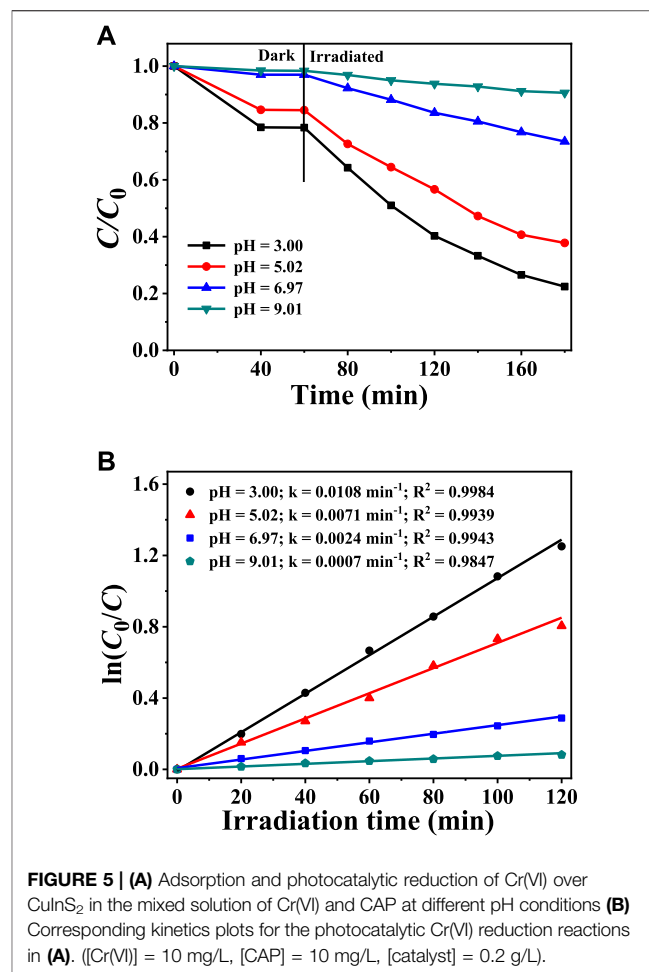 A
Dark
Irradiated
1.0
0.8
0.6
0.4
0.2
0.0
C/C₀
pH = 3.00
pH = 5.02
pH = 6.97
pH = 9.01
0
40
80
120
160
Time (min)
B
1.6
1.2
0.8
0.4
0.0
ln(C₀/C)
pH = 3.00; k = 0.0108 min⁻¹; R² = 0.9984
pH = 5.02; k = 0.0071 min⁻¹; R² = 0.9939
pH = 6.97; k = 0.0024 min⁻¹; R² = 0.9943
pH = 9.01; k = 0.0007 min⁻¹; R² = 0.9847
0
20
40
60
80
100
120
Irradiation time (min)
FIGURE 5 | (A) Adsorption and photocatalytic reduction of Cr(VI) over
CuInS₂ in the mixed solution of Cr(VI) and CAP at different pH conditions (B)
Corresponding kinetics plots for the photocatalytic Cr(VI) reduction reactions
in (A). ([Cr(VI)] = 10 mg/L, [CAP] = 10 mg/L, [catalyst] = 0.2 g/L).